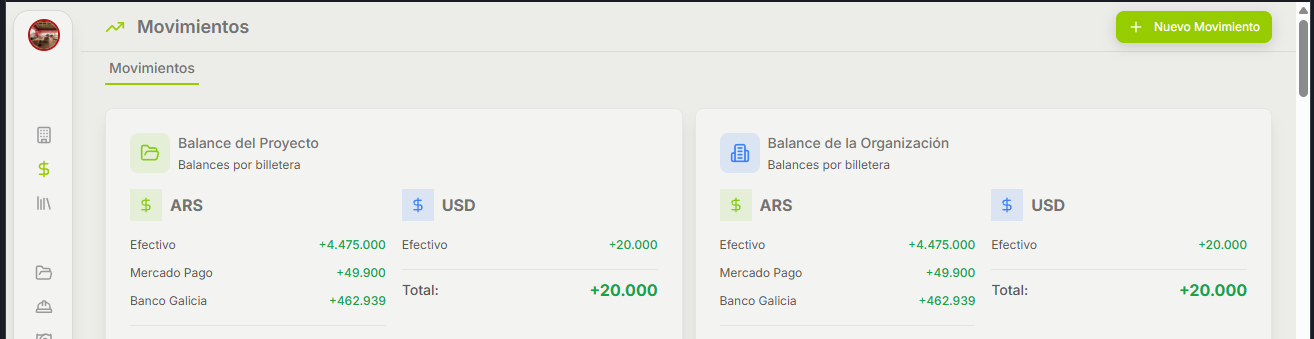 Movimientos
+ Nuevo Movimiento
Movimientos
Balance del Proyecto
Balances por billetera
$ ARS
Efectivo +4.475.000
Mercado Pago +49.900
Banco Galicia +462.939
$ USD
Efectivo +20.000
Total: +20.000
Balance de la Organización
Balances por billetera
$ ARS
Efectivo +4.475.000
Mercado Pago +49.900
Banco Galicia +462.939
$ USD
Efectivo +20.000
Total: +20.000